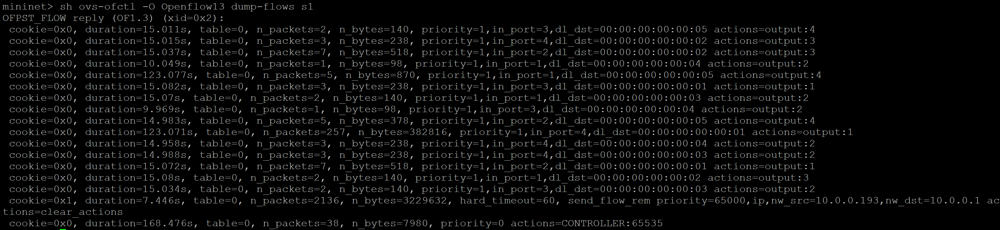 mininet> sh ovs-ofctl -O Openflow13 dump-flows s1
OFPST_FLOW reply (OF1.3) (xid=0x2):
 cookie=0x0, duration=15.011s, table=0, n_packets=2, n_bytes=140, priority=1,in_port=3,dl_dst=00:00:00:00:00:05 actions=output:4
 cookie=0x0, duration=15.015s, table=0, n_packets=3, n_bytes=238, priority=1,in_port=4,dl_dst=00:00:00:00:00:02 actions=output:3
 cookie=0x0, duration=15.037s, table=0, n_packets=7, n_bytes=518, priority=1,in_port=2,dl_dst=00:00:00:00:00:02 actions=output:3
 cookie=0x0, duration=10.049s, table=0, n_packets=1, n_bytes=98, priority=1,in_port=1,dl_dst=00:00:00:00:00:04 actions=output:2
 cookie=0x0, duration=123.077s, table=0, n_packets=5, n_bytes=870, priority=1,in_port=1,dl_dst=00:00:00:00:00:05 actions=output:4
 cookie=0x0, duration=15.082s, table=0, n_packets=3, n_bytes=238, priority=1,in_port=3,dl_dst=00:00:00:00:00:01 actions=output:1
 cookie=0x0, duration=15.07s, table=0, n_packets=2, n_bytes=140, priority=1,in_port=1,dl_dst=00:00:00:00:00:03 actions=output:2
 cookie=0x0, duration=9.969s, table=0, n_packets=1, n_bytes=98, priority=1,in_port=3,dl_dst=00:00:00:00:00:04 actions=output:2
 cookie=0x0, duration=14.983s, table=0, n_packets=5, n_bytes=378, priority=1,in_port=2,dl_dst=00:00:00:00:00:05 actions=output:4
 cookie=0x0, duration=123.071s, table=0, n_packets=257, n_bytes=382816, priority=1,in_port=4,dl_dst=00:00:00:00:00:01 actions=output:1
 cookie=0x0, duration=14.958s, table=0, n_packets=3, n_bytes=238, priority=1,in_port=4,dl_dst=00:00:00:00:00:04 actions=output:2
 cookie=0x0, duration=14.988s, table=0, n_packets=3, n_bytes=238, priority=1,in_port=4,dl_dst=00:00:00:00:00:03 actions=output:2
 cookie=0x0, duration=15.072s, table=0, n_packets=7, n_bytes=518, priority=1,in_port=2,dl_dst=00:00:00:00:00:01 actions=output:1
 cookie=0x0, duration=15.08s, table=0, n_packets=2, n_bytes=140, priority=1,in_port=1,dl_dst=00:00:00:00:00:02 actions=output:3
 cookie=0x0, duration=15.034s, table=0, n_packets=2, n_bytes=140, priority=1,in_port=3,dl_dst=00:00:00:00:00:03 actions=output:2
 cookie=0x1, duration=7.446s, table=0, n_packets=2136, n_bytes=3229632, hard_timeout=60, send_flow_rem priority=65000,ip,nw_src=10.0.0.193,nw_dst=10.0.0.1 ac
tions=clear_actions
 cookie=0x0, duration=168.476s, table=0, n_packets=38, n_bytes=7980, priority=0 actions=CONTROLLER:65535